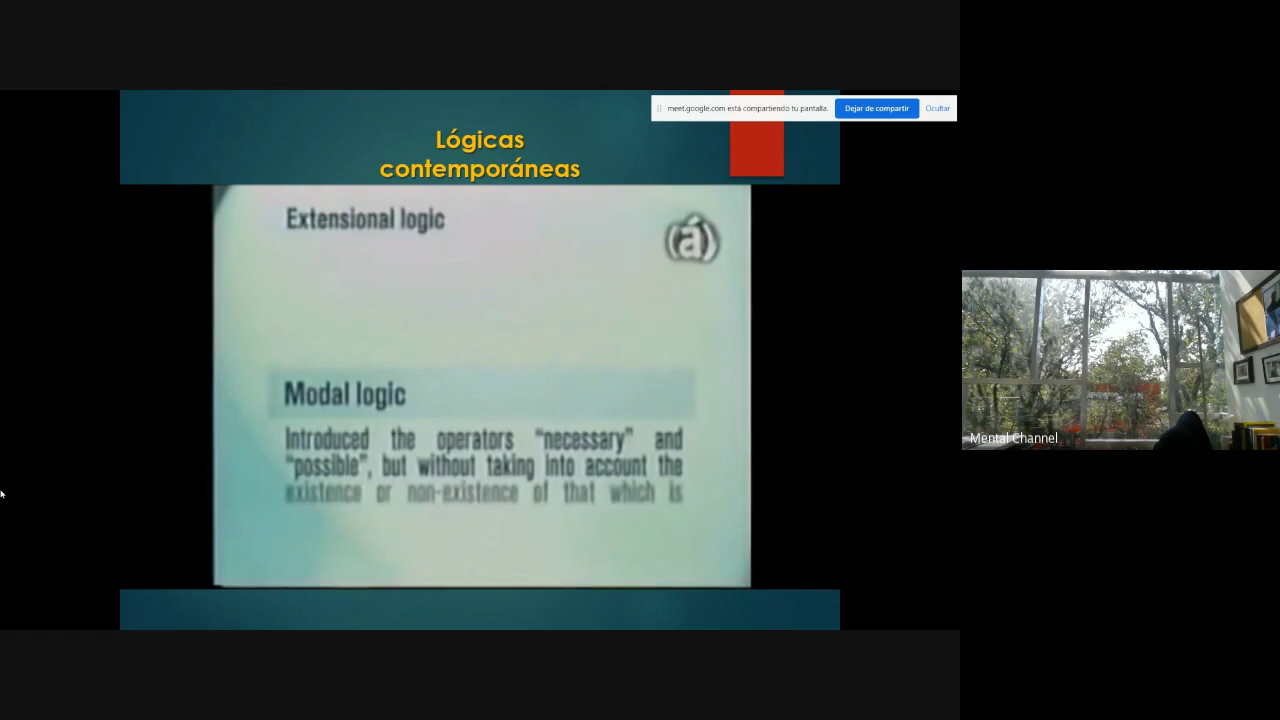 meet.google.com está compartiendo tu pantalla.
Dejar de compartir
Ocultar
Lógicas
contemporáneas
Extensional logic
(á)
Modal logic
Introduced the operators “necessary” and
“possible”, but without taking into account the
existence or non-existence of that which is
Mental Channel